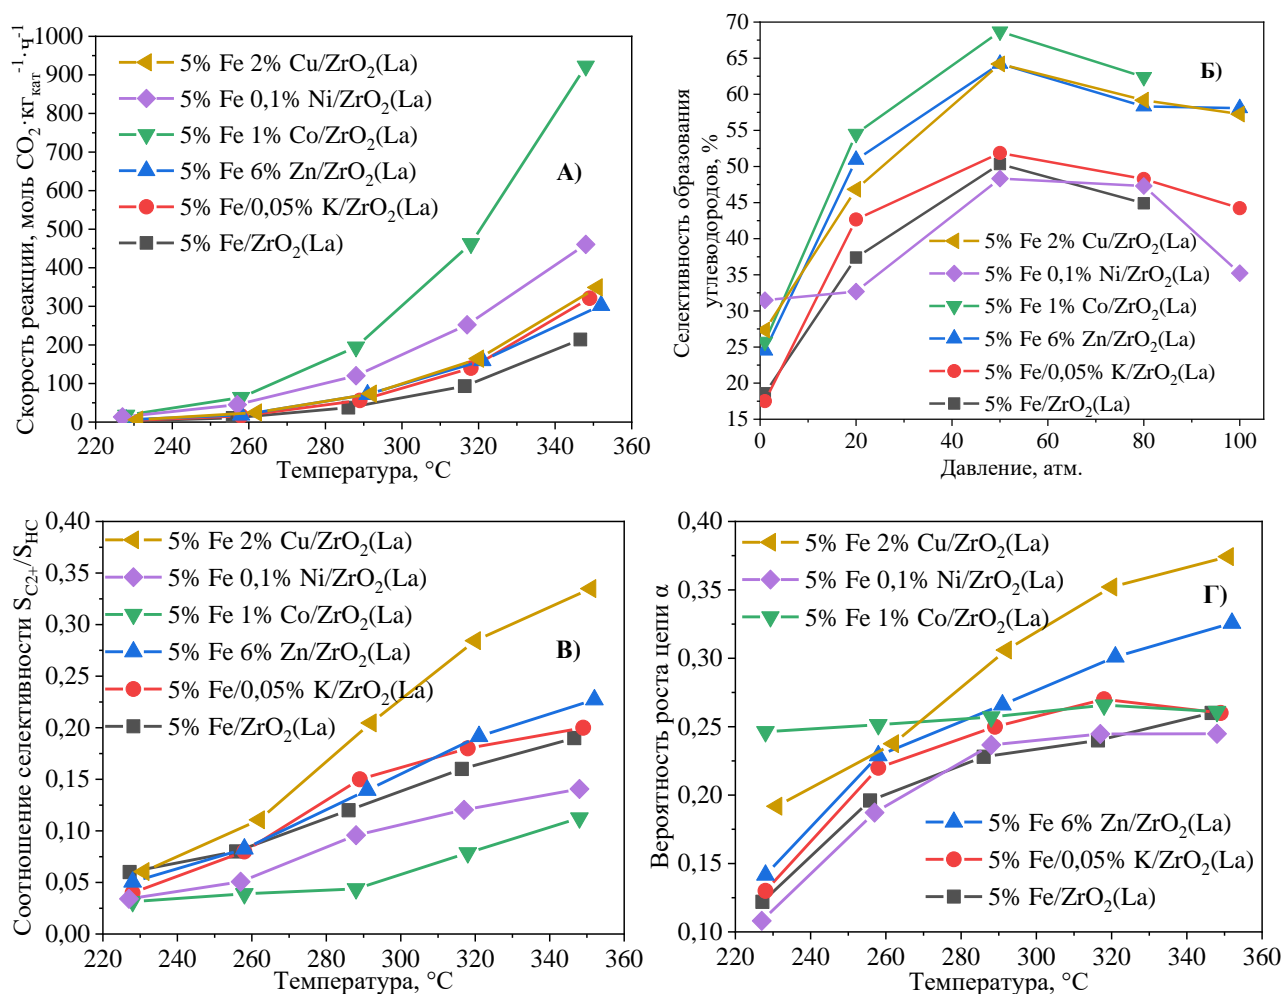 Скорость реакции, моль CO₂·кгкат⁻¹·ч⁻¹
1000
900
800
700
600
500
400
300
200
100
0
5% Fe 2% Cu/ZrO₂(La)
5% Fe 0,1% Ni/ZrO₂(La)
5% Fe 1% Co/ZrO₂(La)
5% Fe 6% Zn/ZrO₂(La)
5% Fe/0,05% K/ZrO₂(La)
5% Fe/ZrO₂(La)
А)
220 240 260 280 300 320 340 360
Температура, °C
Селективность образования
углеводородов, %
70
65
60
55
50
45
40
35
30
25
20
15
Б)
5% Fe 2% Cu/ZrO₂(La)
5% Fe 0,1% Ni/ZrO₂(La)
5% Fe 1% Co/ZrO₂(La)
5% Fe 6% Zn/ZrO₂(La)
5% Fe/0,05% K/ZrO₂(La)
5% Fe/ZrO₂(La)
0 20 40 60 80 100
Давление, атм.
Соотношение селективности S_C2+/S_HC
0,40
0,35
0,30
0,25
0,20
0,15
0,10
0,05
0,00
5% Fe 2% Cu/ZrO₂(La)
5% Fe 0,1% Ni/ZrO₂(La)
5% Fe 1% Co/ZrO₂(La)
5% Fe 6% Zn/ZrO₂(La)
5% Fe/0,05% K/ZrO₂(La)
5% Fe/ZrO₂(La)
В)
220 240 260 280 300 320 340 360
Температура, °C
Вероятность роста цепи α
0,40
0,35
0,30
0,25
0,20
0,15
0,10
5% Fe 2% Cu/ZrO₂(La)
5% Fe 0,1% Ni/ZrO₂(La)
5% Fe 1% Co/ZrO₂(La)
Г)
5% Fe 6% Zn/ZrO₂(La)
5% Fe/0,05% K/ZrO₂(La)
5% Fe/ZrO₂(La)
220 240 260 280 300 320 340 360
Температура, °C